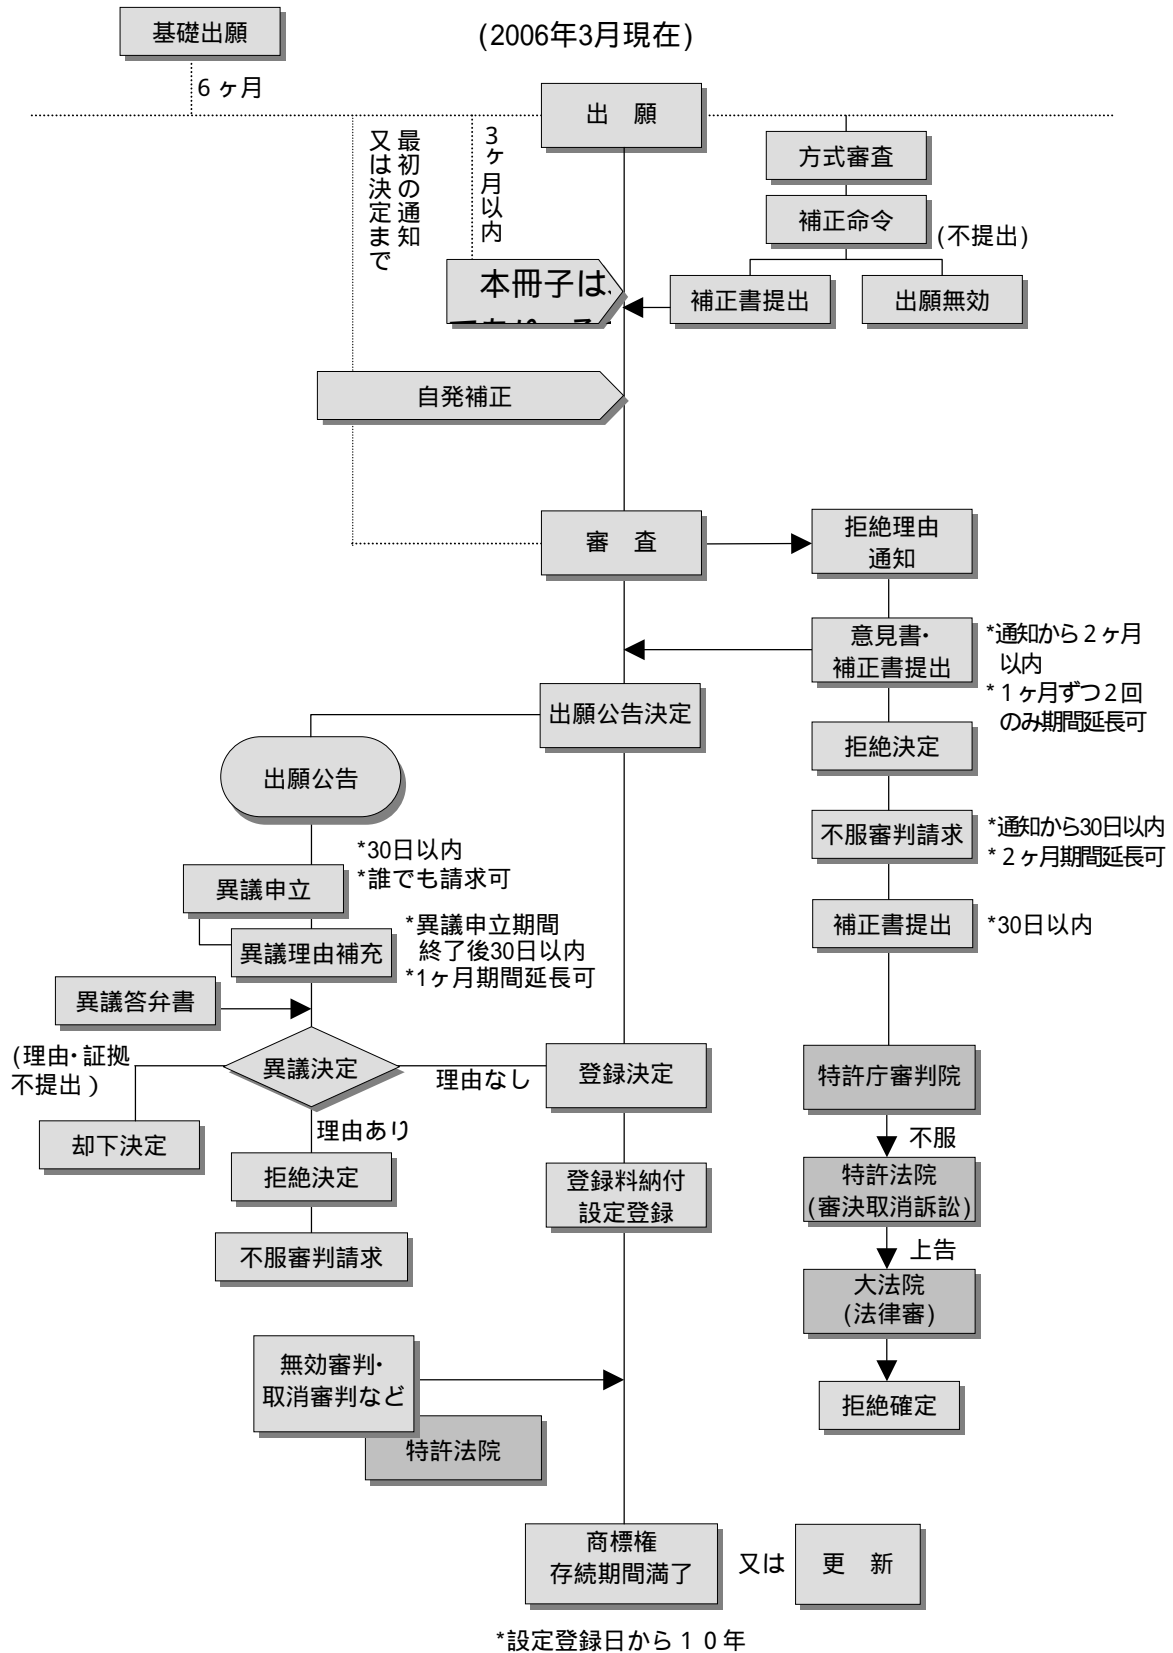 基礎出願
(2006年3月現在)
6ヶ月
出　願
最初の通知
又は決定まで
3ヶ月以内
方式審査
補正命令
(不提出)
本冊子は、
補正書提出
出願無効
自発補正
審　査
拒絶理由
通知
意見書・
補正書提出
*通知から２ヶ月
以内
*１ヶ月ずつ２回
のみ期間延長可
出願公告決定
拒絶決定
出願公告
不服審判請求
*通知から30日以内
*２ヶ月期間延長可
*30日以内
*誰でも請求可
異議申立
補正書提出
*30日以内
*異議申立期間
終了後30日以内
*1ヶ月期間延長可
異議理由補充
異議答弁書
(理由・証拠
不提出）
異議決定
理由なし
登録決定
特許庁審判院
却下決定
理由あり
不服
拒絶決定
登録料納付
設定登録
特許法院
(審決取消訴訟)
不服審判請求
上告
大法院
(法律審)
無効審判・
取消審判など
拒絶確定
特許法院
商標権
存続期間満了
又は
更　新
*設定登録日から１０年